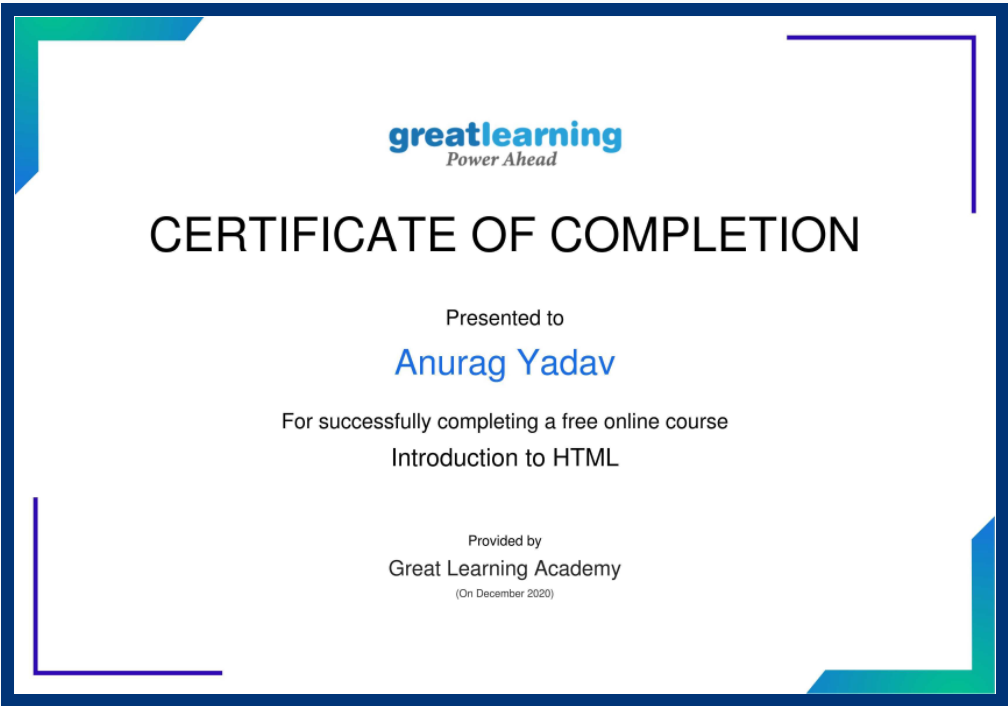 greatlearning
Power Ahead
CERTIFICATE OF COMPLETION
Presented to
Anurag Yadav
For successfully completing a free online course
Introduction to HTML
Provided by
Great Learning Academy
(On December 2020)